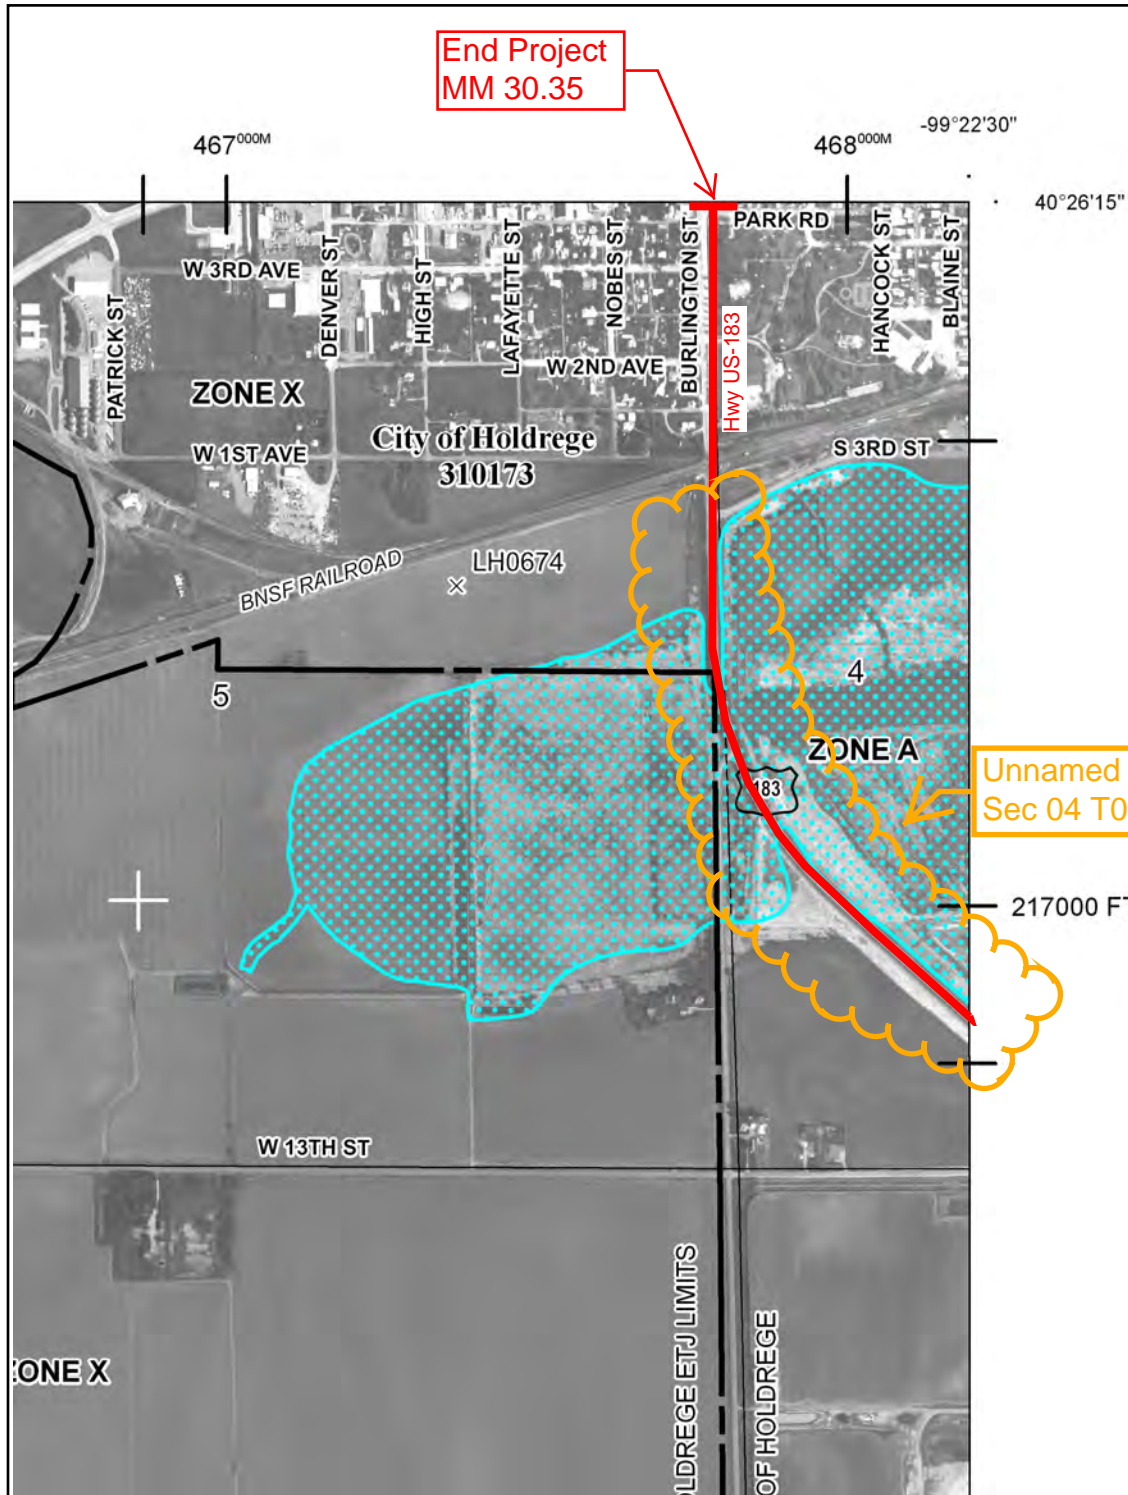 End Project
MM 30.35
-99°22'30"
467000M
468000M
40°26'15"
PARK RD
W 3RD AVE
DENVER ST
HIGH ST
LAFAYETTE ST
NOBES ST
BURLINGTON ST
HANCOCK ST
BLAINE ST
PATRICK ST
Hwy US-183
W 2ND AVE
ZONE X
City of Holdrege
310173
W 1ST AVE
S 3RD ST
BNSF RAILROAD
LH0674
5
4
ZONE A
183
Unnamed
Sec 04 T0
217000 FT
W 13TH ST
OLDREGE ETJ LIMITS
OF HOLDREGE
ZONE X